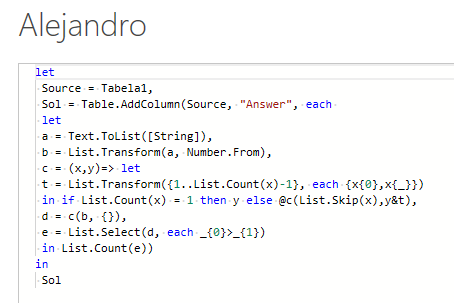 Alejandro
let
Source = Tabela1,
Sol = Table.AddColumn(Source, "Answer", each
let
a = Text.ToList([String]),
b = List.Transform(a, Number.From),
c = (x,y)=> let
t = List.Transform({1..List.Count(x)-1}, each {x{0},x{_}})
in if List.Count(x) = 1 then y else @c(List.Skip(x),y&t),
d = c(b, {}),
e = List.Select(d, each _{0}>_{1})
in List.Count(e))
in
Sol